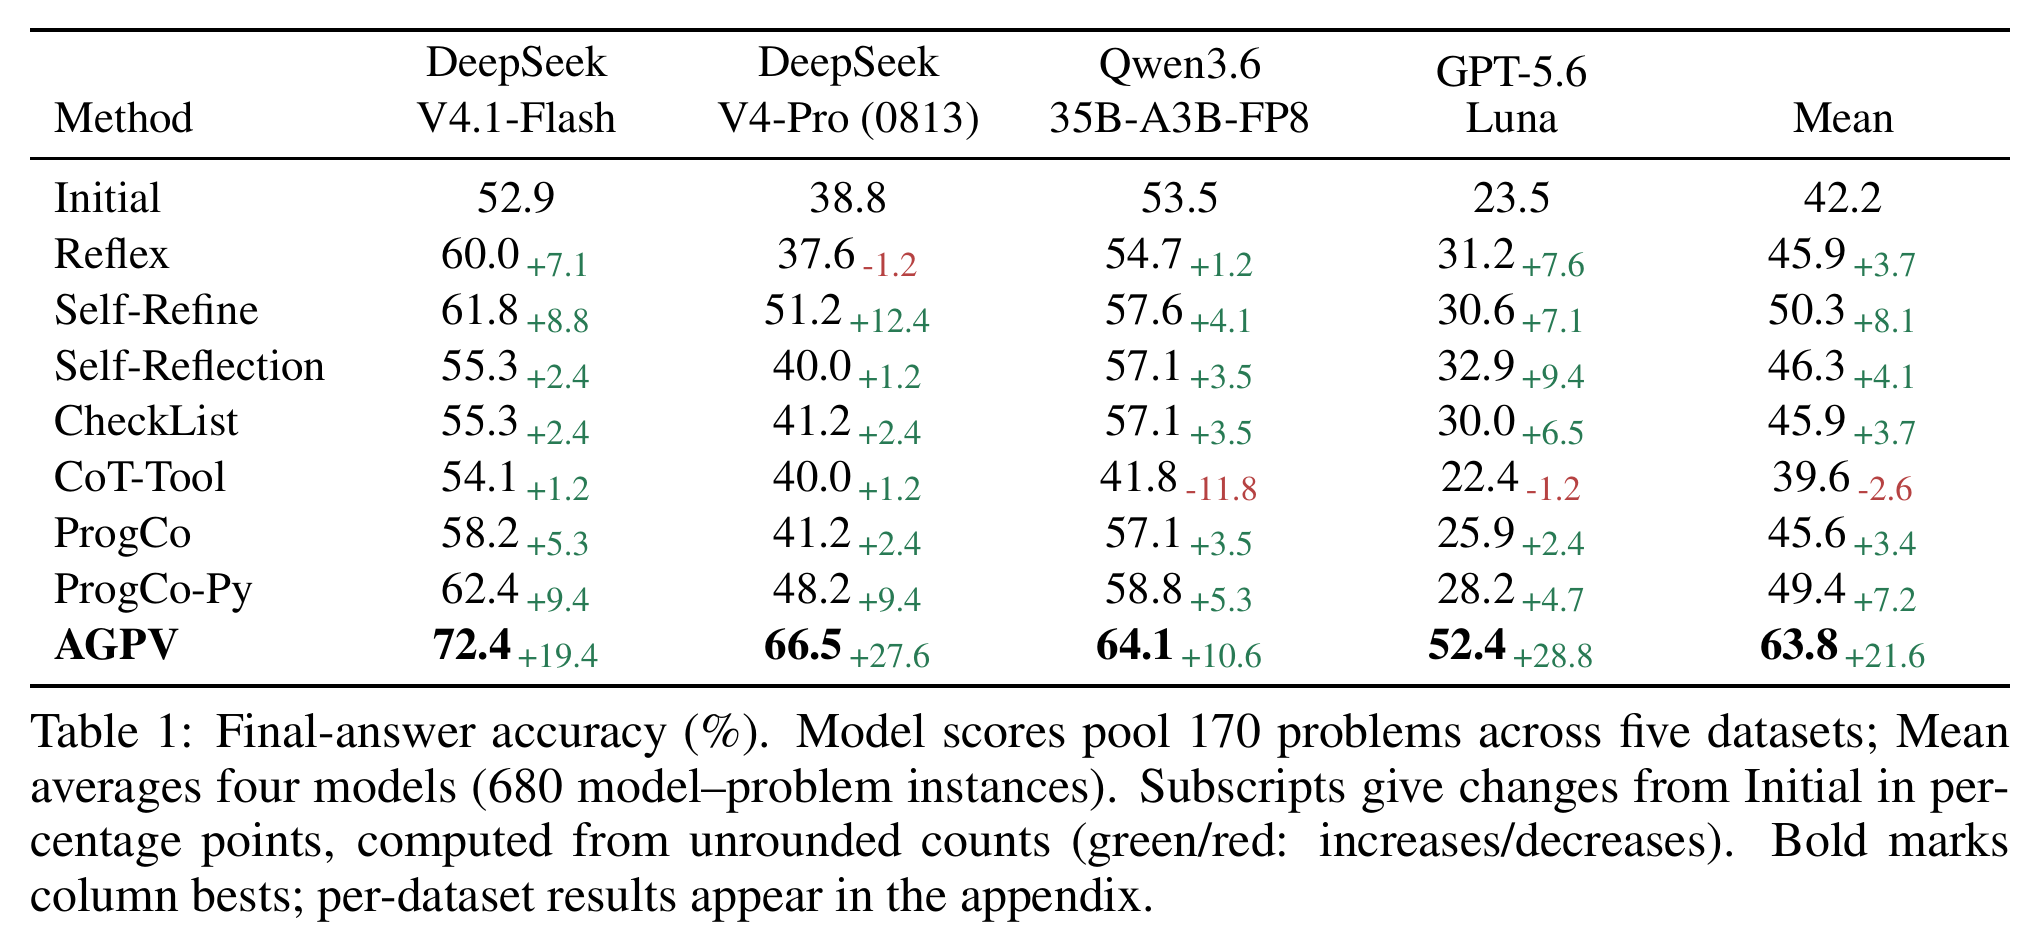 DeepSeek DeepSeek Qwen3.6 GPT-5.6
Method V4.1-Flash V4-Pro (0813) 35B-A3B-FP8 Luna Mean
Initial 52.9 38.8 53.5 23.5 42.2
Reflex 60.0 +7.1 37.6 -1.2 54.7 +1.2 31.2 +7.6 45.9 +3.7
Self-Refine 61.8 +8.8 51.2 +12.4 57.6 +4.1 30.6 +7.1 50.3 +8.1
Self-Reflection 55.3 +2.4 40.0 +1.2 57.1 +3.5 32.9 +9.4 46.3 +4.1
CheckList 55.3 +2.4 41.2 +2.4 57.1 +3.5 30.0 +6.5 45.9 +3.7
CoT-Tool 54.1 +1.2 40.0 +1.2 41.8 -11.8 22.4 -1.2 39.6 -2.6
ProgCo 58.2 +5.3 41.2 +2.4 57.1 +3.5 25.9 +2.4 45.6 +3.4
ProgCo-Py 62.4 +9.4 48.2 +9.4 58.8 +5.3 28.2 +4.7 49.4 +7.2
AGPV 72.4 +19.4 66.5 +27.6 64.1 +10.6 52.4 +28.8 63.8 +21.6
Table 1: Final-answer accuracy (%). Model scores pool 170 problems across five datasets; Mean
averages four models (680 model–problem instances). Subscripts give changes from Initial in per-
centage points, computed from unrounded counts (green/red: increases/decreases). Bold marks
column bests; per-dataset results appear in the appendix.